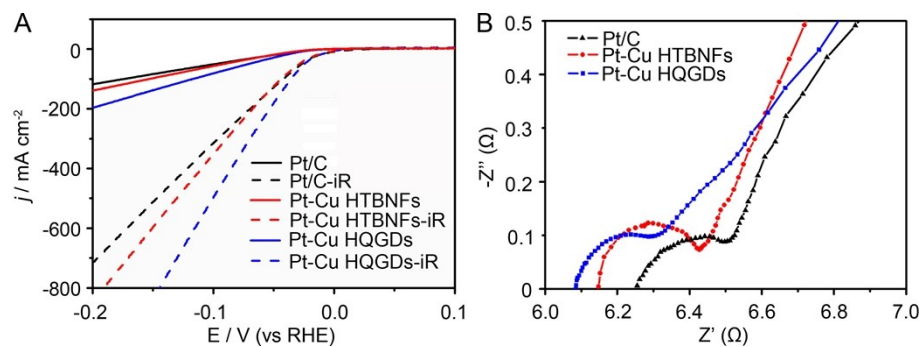 A
0
-200
-400
-600
-800
j / mA cm⁻²
Pt/C
Pt/C-iR
Pt-Cu HTBNFs
Pt-Cu HTBNFs-iR
Pt-Cu HQGDs
Pt-Cu HQGDs-iR
-0.2
-0.1
0.0
0.1
E / V (vs RHE)
B
0.5
0.4
0.3
0.2
0.1
0
-Z'' (Ω)
Pt/C
Pt-Cu HTBNFs
Pt-Cu HQGDs
6.0
6.2
6.4
6.6
6.8
7.0
Z' (Ω)